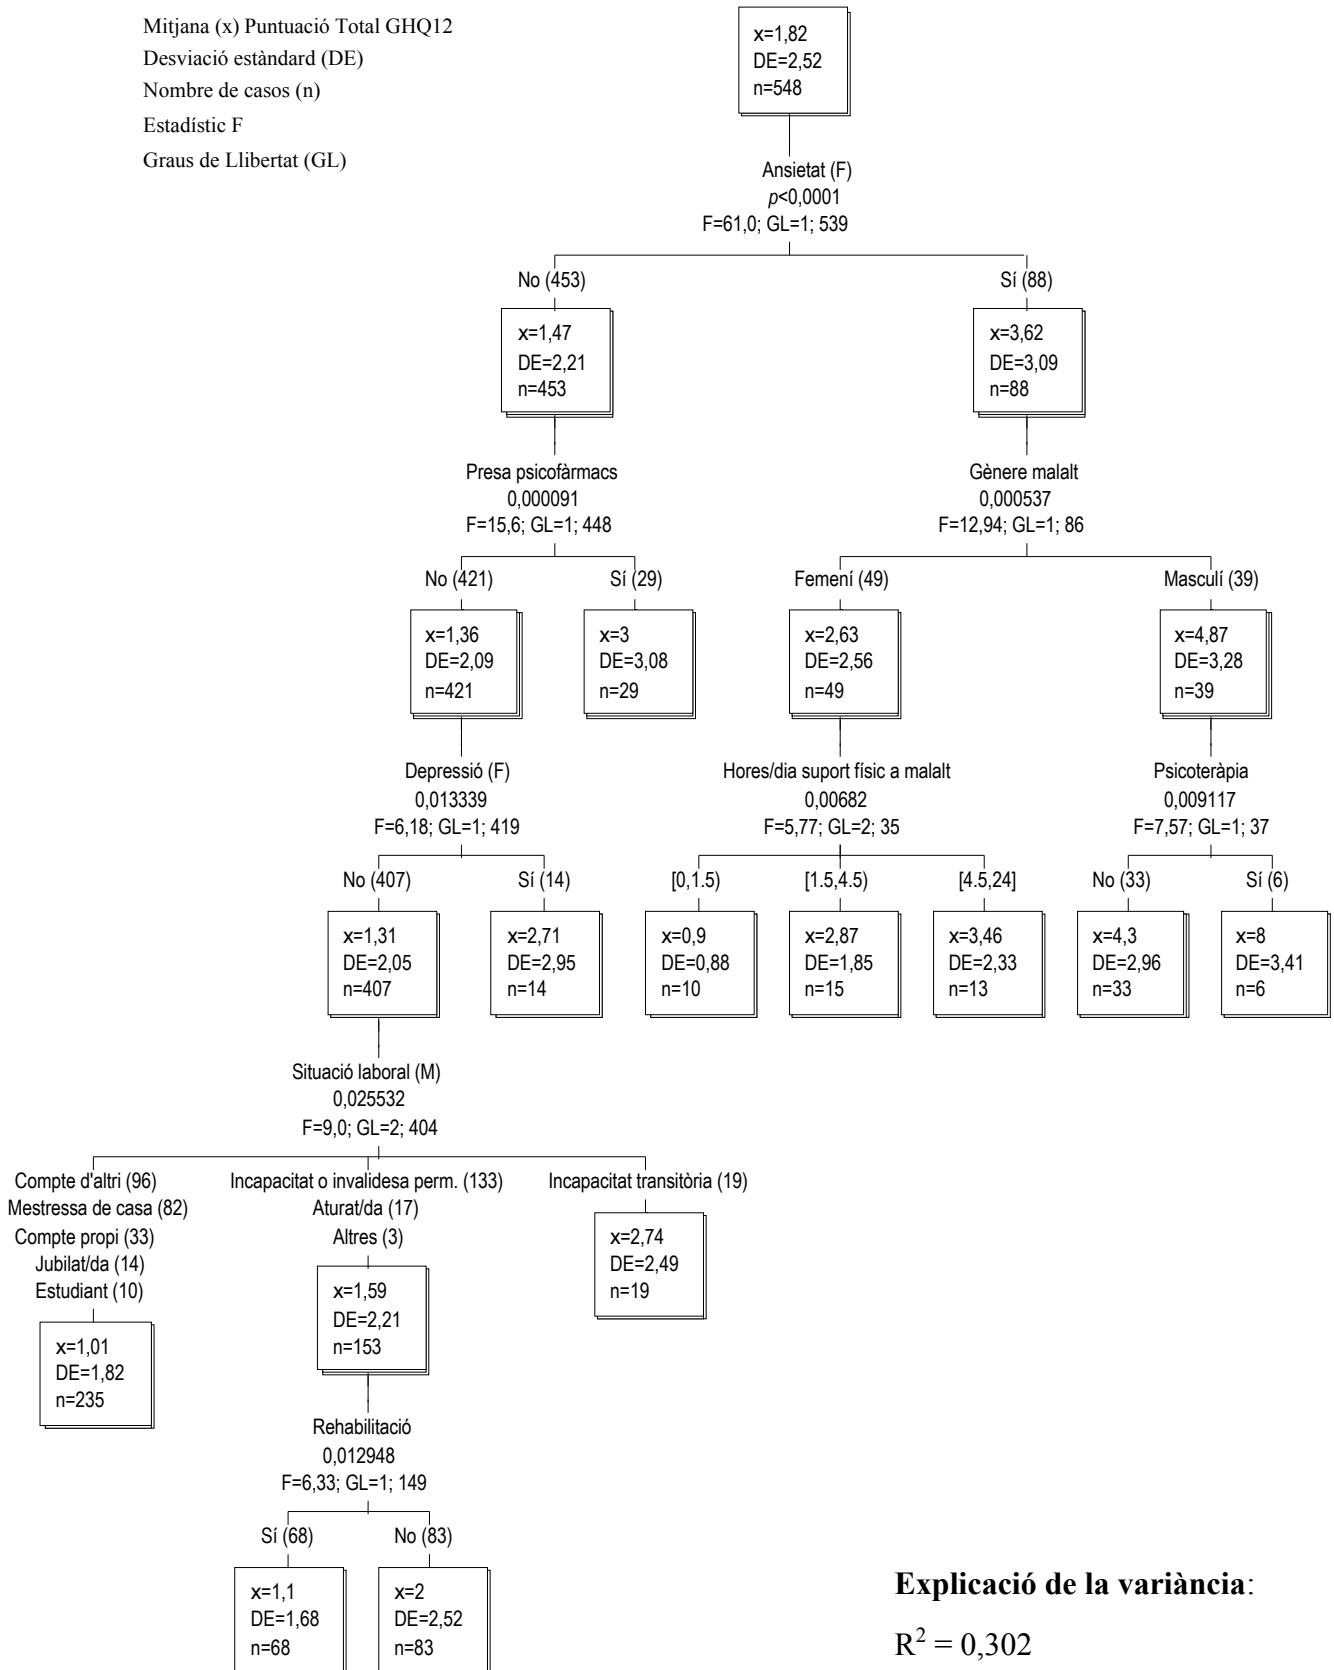 Mitjana (x) Puntuació Total GHQ12
Desviació estàndard (DE)
Nombre de casos (n)
Estadístic F
Graus de Llibertat (GL)
x=1,82
DE=2,52
n=548
Ansietat (F)
p<0,0001
F=61,0; GL=1; 539
No (453)
Sí (88)
x=1,47
DE=2,21
n=453
x=3,62
DE=3,09
n=88
Presa psicofàrmacs
0,000091
F=15,6; GL=1; 448
Gènere malalt
0,000537
F=12,94; GL=1; 86
No (421)
Sí (29)
Femení (49)
Masculí (39)
x=1,36
DE=2,09
n=421
x=3
DE=3,08
n=29
x=2,63
DE=2,56
n=49
x=4,87
DE=3,28
n=39
Depressió (F)
0,013339
F=6,18; GL=1; 419
Hores/dia suport físic a malalt
0,00682
F=5,77; GL=2; 35
Psicoteràpia
0,009117
F=7,57; GL=1; 37
No (407)
Sí (14)
[0,1.5)
[1.5,4.5)
[4.5,24]
No (33)
Sí (6)
x=1,31
DE=2,05
n=407
x=2,71
DE=2,95
n=14
x=0,9
DE=0,88
n=10
x=2,87
DE=1,85
n=15
x=3,46
DE=2,33
n=13
x=4,3
DE=2,96
n=33
x=8
DE=3,41
n=6
Situació laboral (M)
0,025532
F=9,0; GL=2; 404
Compte d'altri (96)
Mestressa de casa (82)
Compte propi (33)
Jubilat/da (14)
Estudiant (10)
Incapacitat o invalidesa perm. (133)
Aturat/da (17)
Altres (3)
Incapacitat transitòria (19)
x=1,01
DE=1,82
n=235
x=1,59
DE=2,21
n=153
x=2,74
DE=2,49
n=19
Rehabilitació
0,012948
F=6,33; GL=1; 149
Sí (68)
No (83)
x=1,1
DE=1,68
n=68
x=2
DE=2,52
n=83
Explicació de la variància:
R² = 0,302